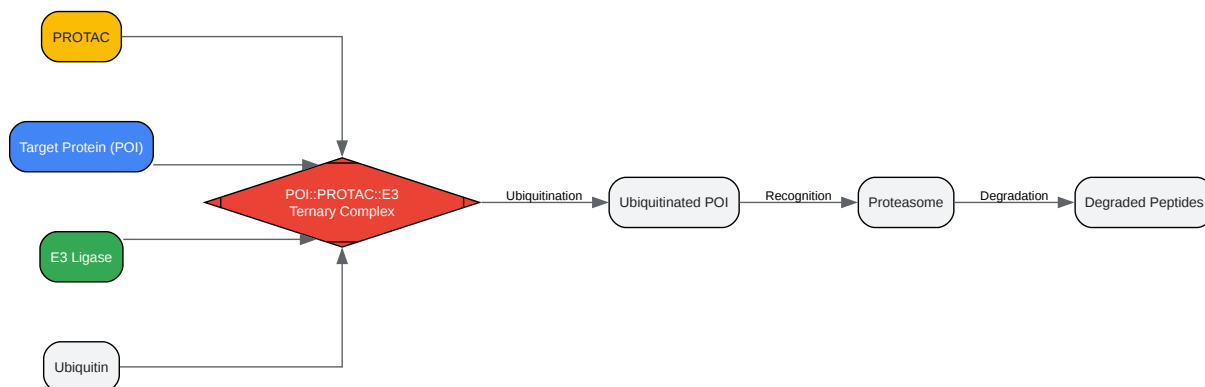 PROTAC
Target Protein (POI)
E3 Ligase
Ubiquitin
POI::PROTAC::E3
Ternary Complex
Ubiquitination
Ubiquitinated POI
Recognition
Proteasome
Degradation
Degraded Peptides